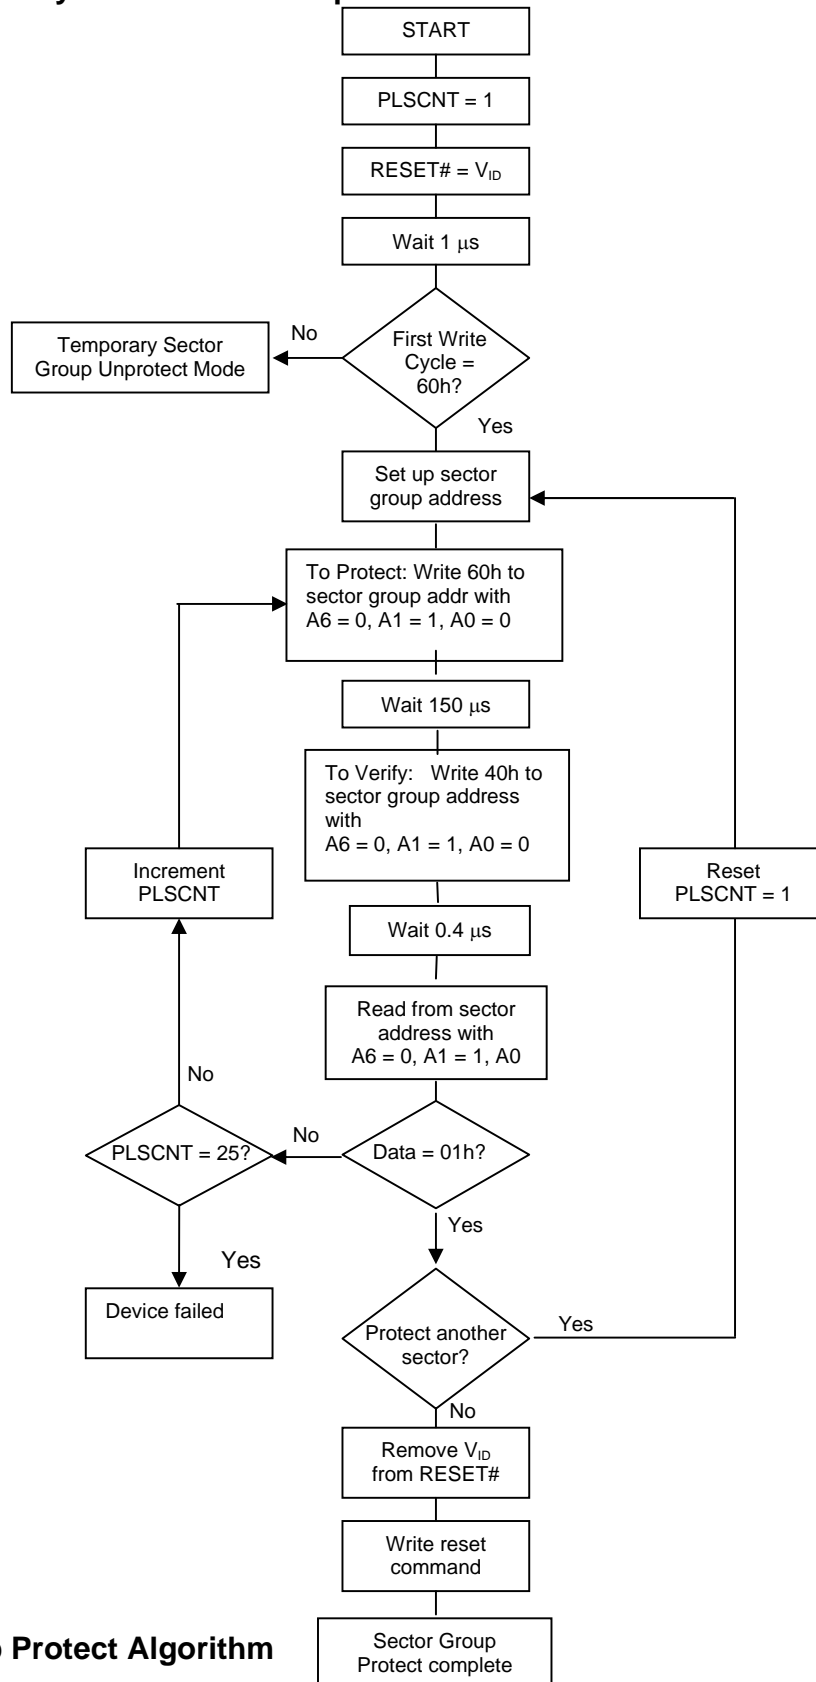 START
PLSCNT = 1
RESET# = VID
Wait 1 μs
First Write
Cycle =
60h?
No
Temporary Sector
Group Unprotect Mode
Yes
Set up sector
group address
To Protect: Write 60h to
sector group addr with
A6 = 0, A1 = 1, A0 = 0
Wait 150 μs
To Verify: Write 40h to
sector group address
with
A6 = 0, A1 = 1, A0 = 0
Increment
PLSCNT
Reset
PLSCNT = 1
Wait 0.4 μs
Read from sector
address with
A6 = 0, A1 = 1, A0
No
PLSCNT = 25?
No
Data = 01h?
Yes
Yes
Device failed
Protect another
sector?
Yes
No
Remove VID
from RESET#
Write reset
command
Protect Algorithm
Sector Group
Protect complete